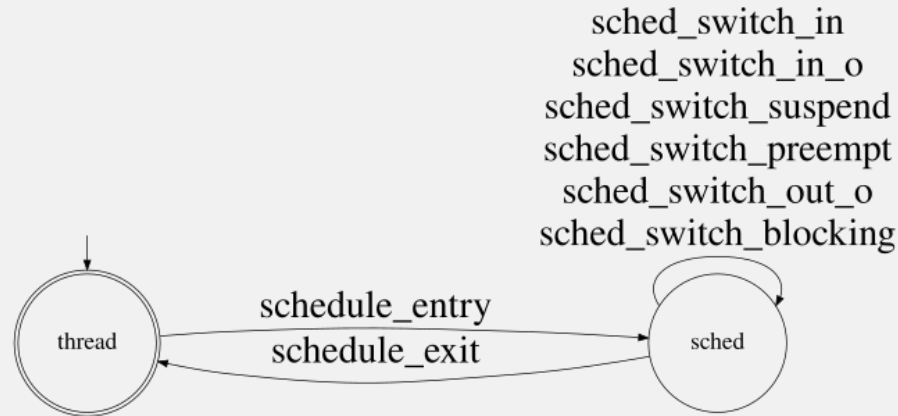 sched_switch_in
sched_switch_in_o
sched_switch_suspend
sched_switch_preempt
sched_switch_out_o
sched_switch_blocking
schedule_entry
thread
schedule_exit
sched